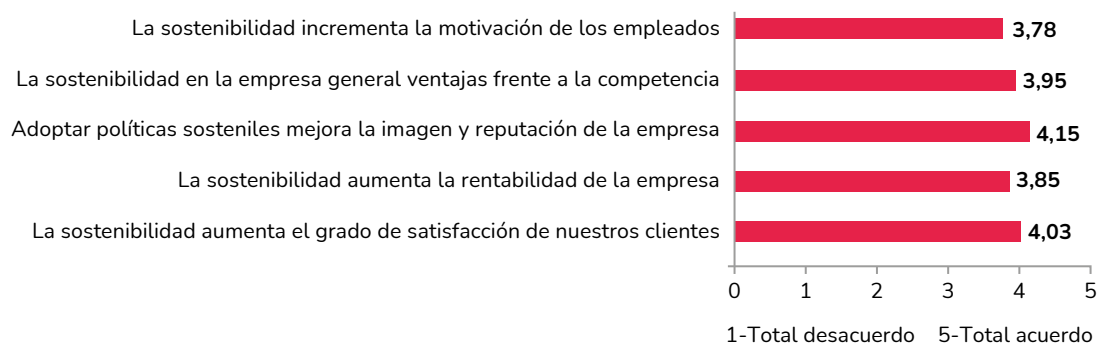 La sostenibilidad incrementa la motivación de los empleados 3,78
La sostenibilidad en la empresa general ventajas frente a la competencia 3,95
Adoptar políticas sosteniles mejora la imagen y reputación de la empresa 4,15
La sostenibilidad aumenta la rentabilidad de la empresa 3,85
La sostenibilidad aumenta el grado de satisfacción de nuestros clientes 4,03
0 1 2 3 4 5
1-Total desacuerdo 5-Total acuerdo